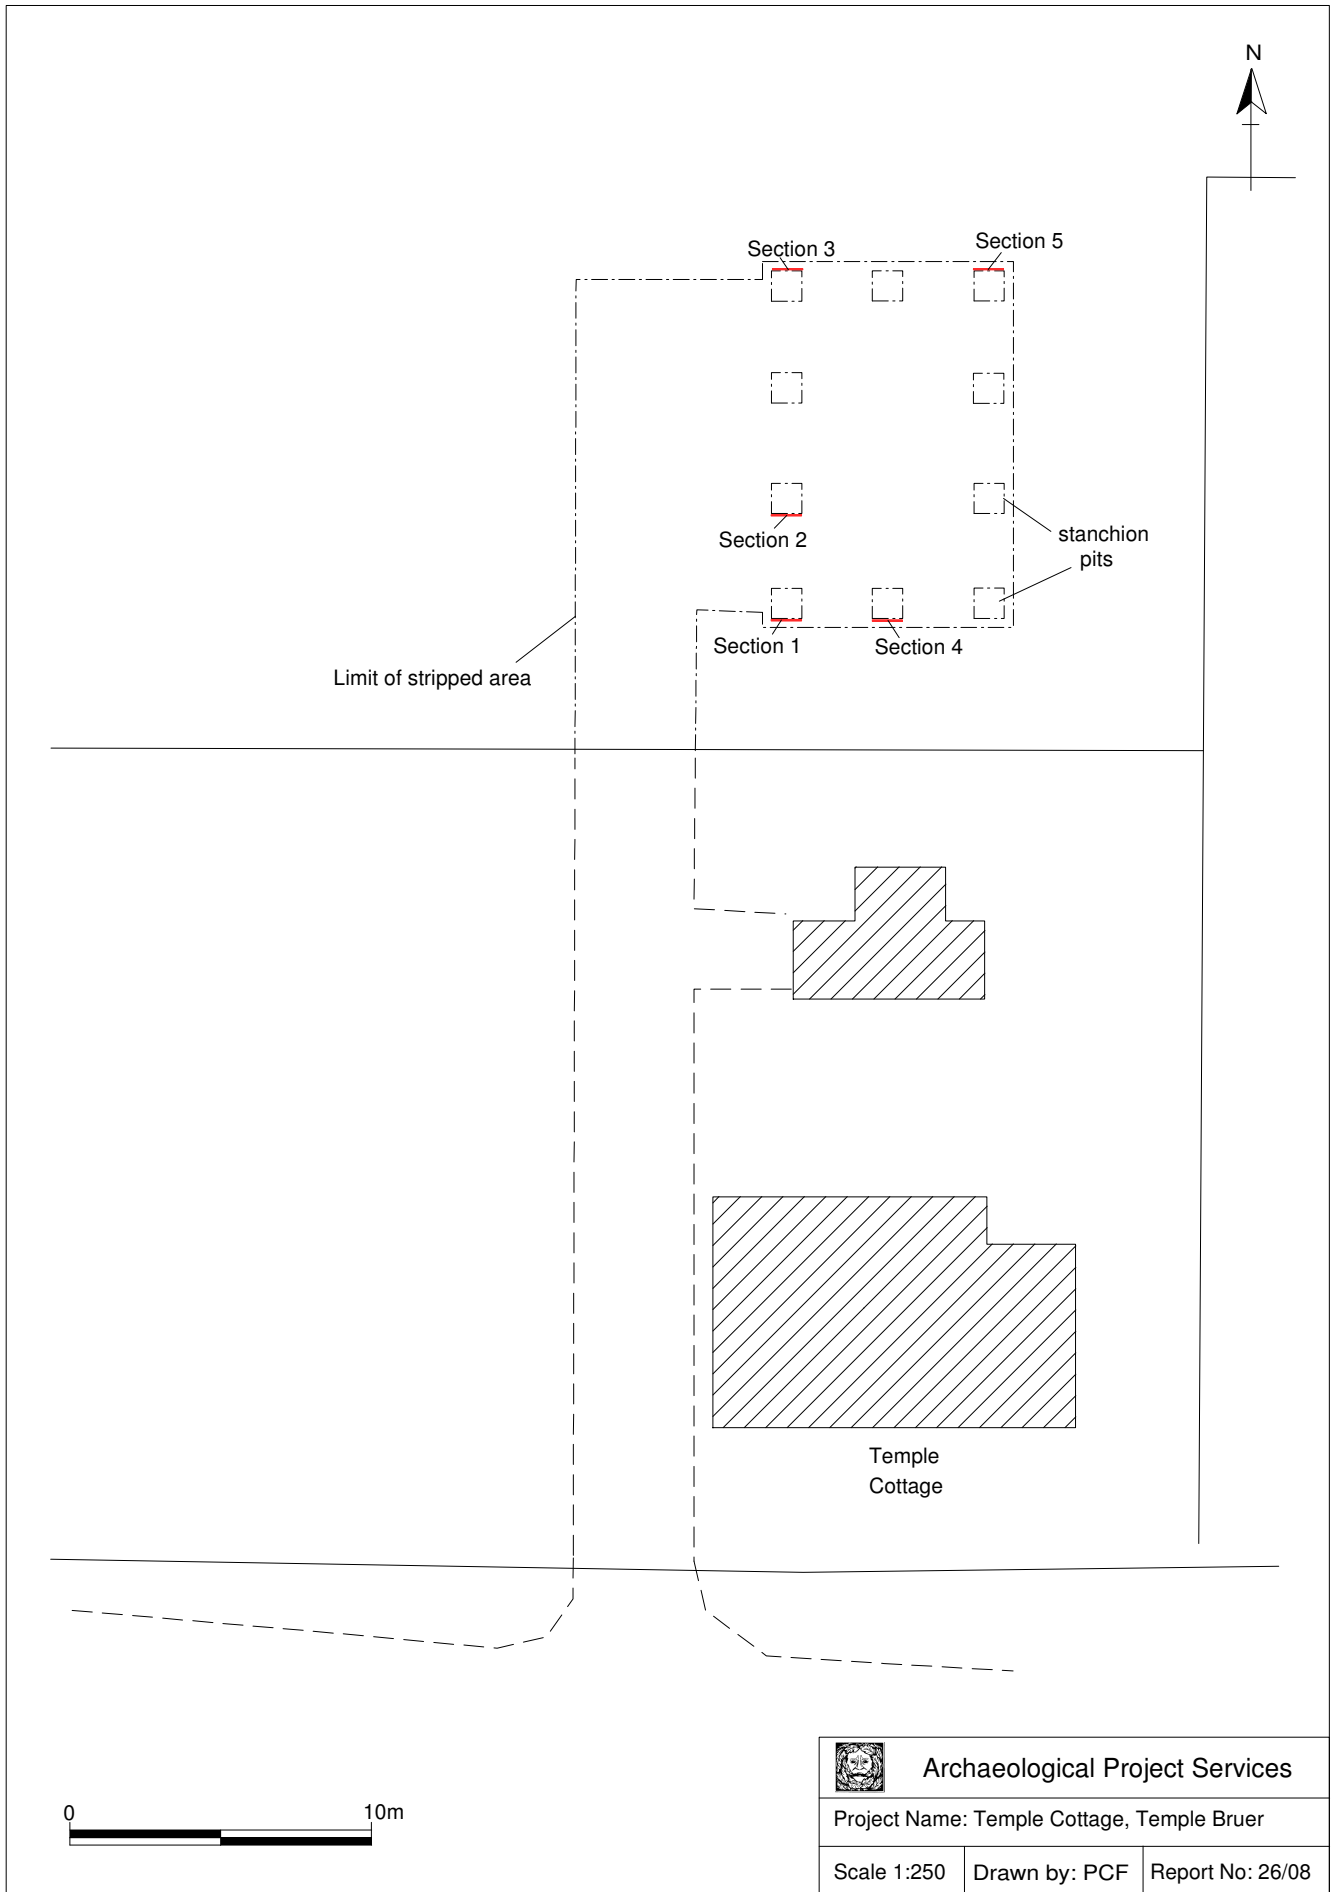 N
Section 3
Section 5
Section 2
stanchion
pits
Section 1
Section 4
Limit of stripped area
Temple
Cottage
0 10m
Archaeological Project Services
Project Name: Temple Cottage, Temple Bruer
Scale 1:250 Drawn by: PCF Report No: 26/08